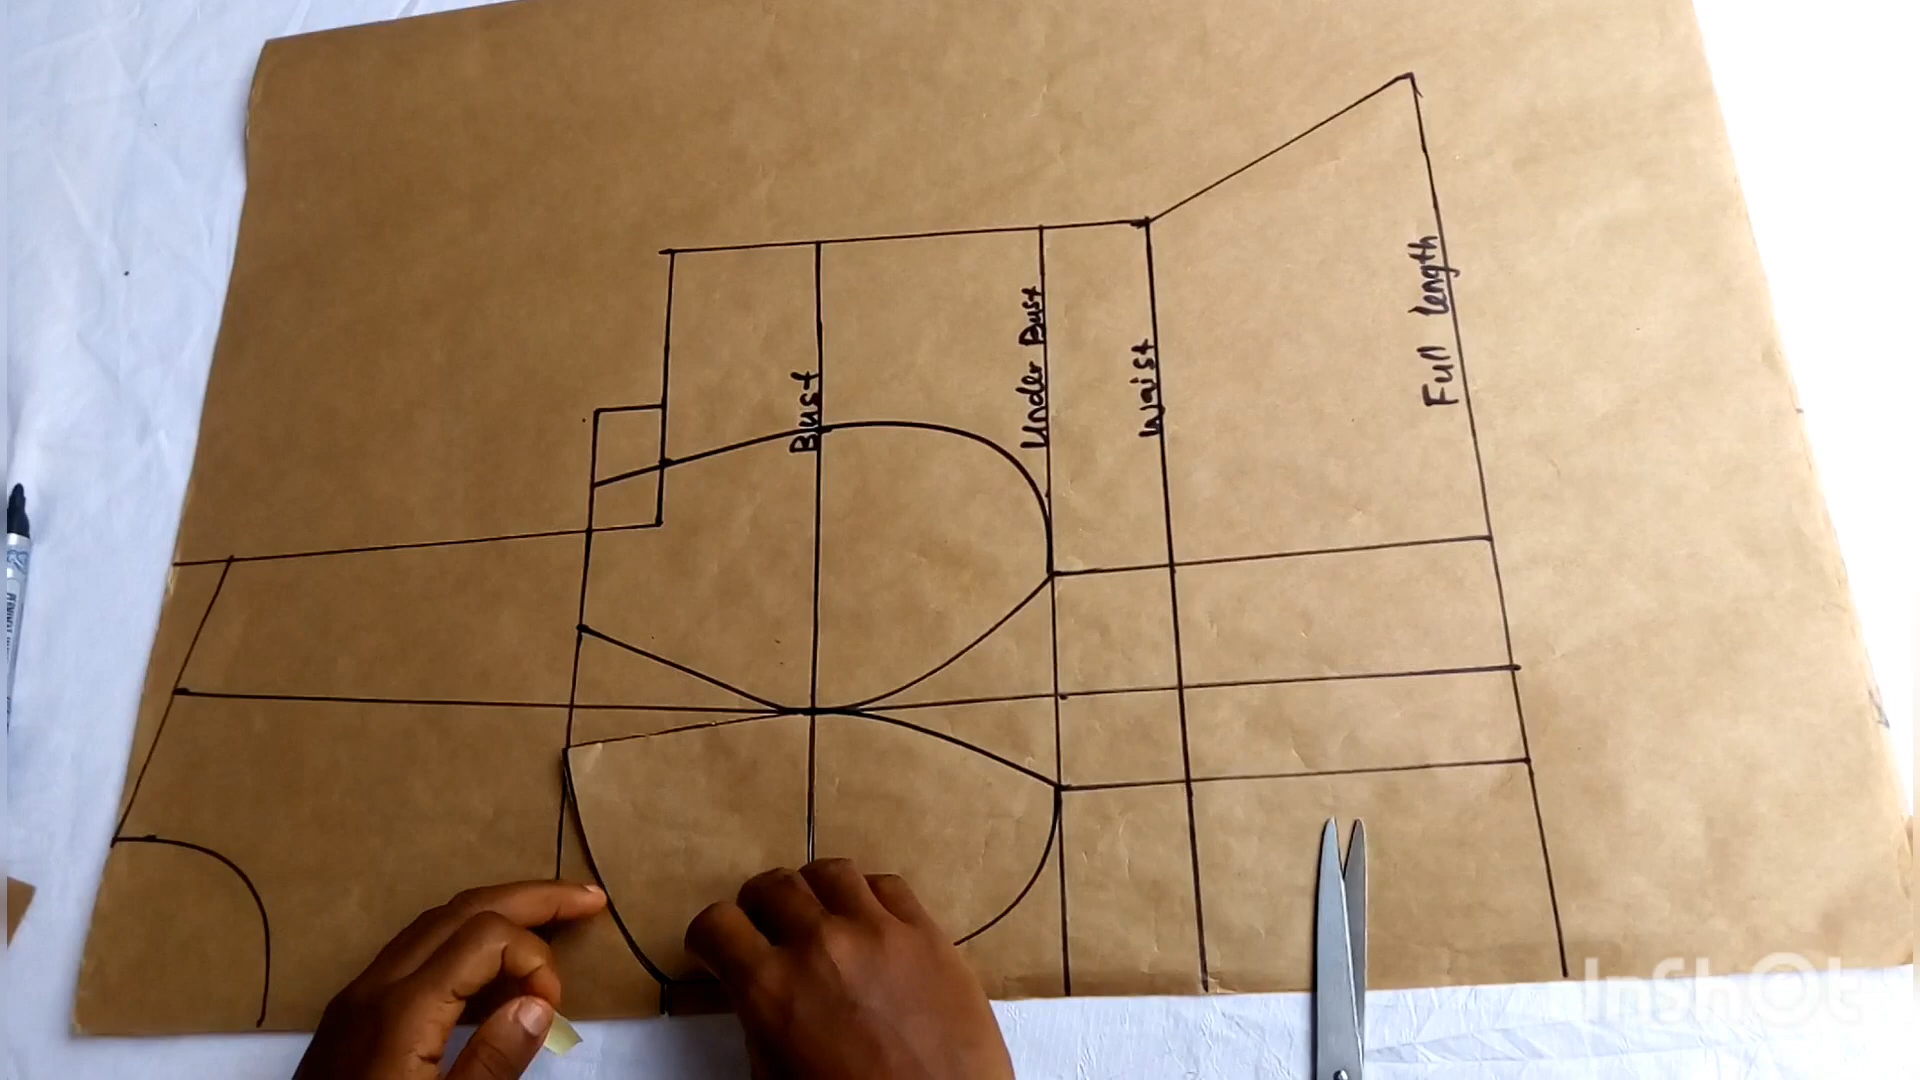 Bust
Under Bust
Waist
Full Length
InShOt